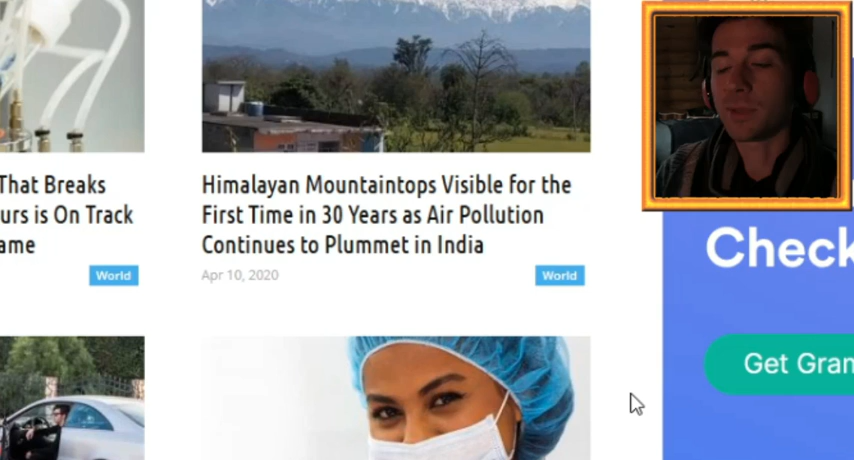 That Breaks
urs is On Track
ame
World
Himalayan Mountaintops Visible for the
First Time in 30 Years as Air Pollution
Continues to Plummet in India
Apr 10, 2020
World
Check
Get Gran